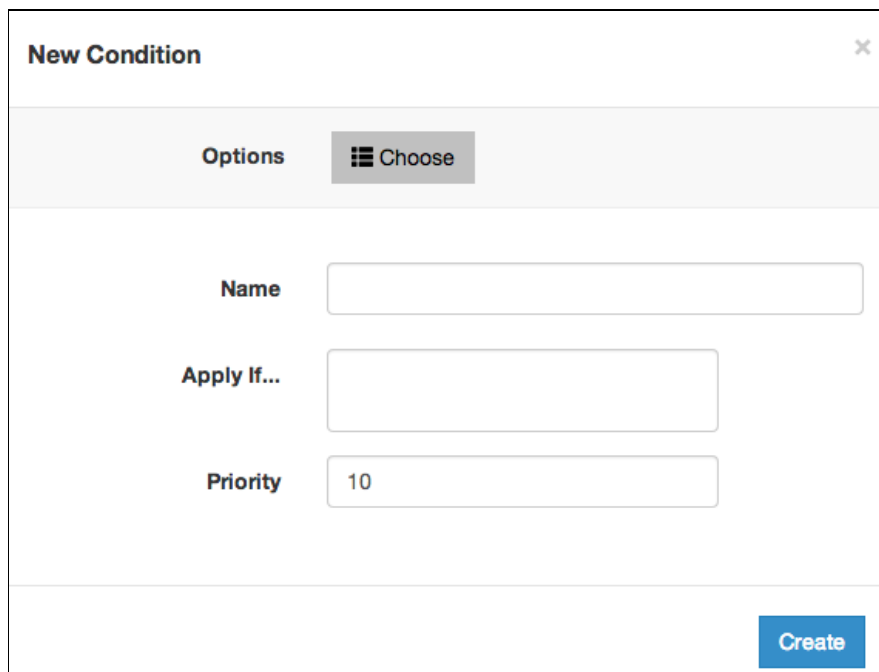 New Condition ×
Options Choose
Name
Apply If...
Priority 10
Create